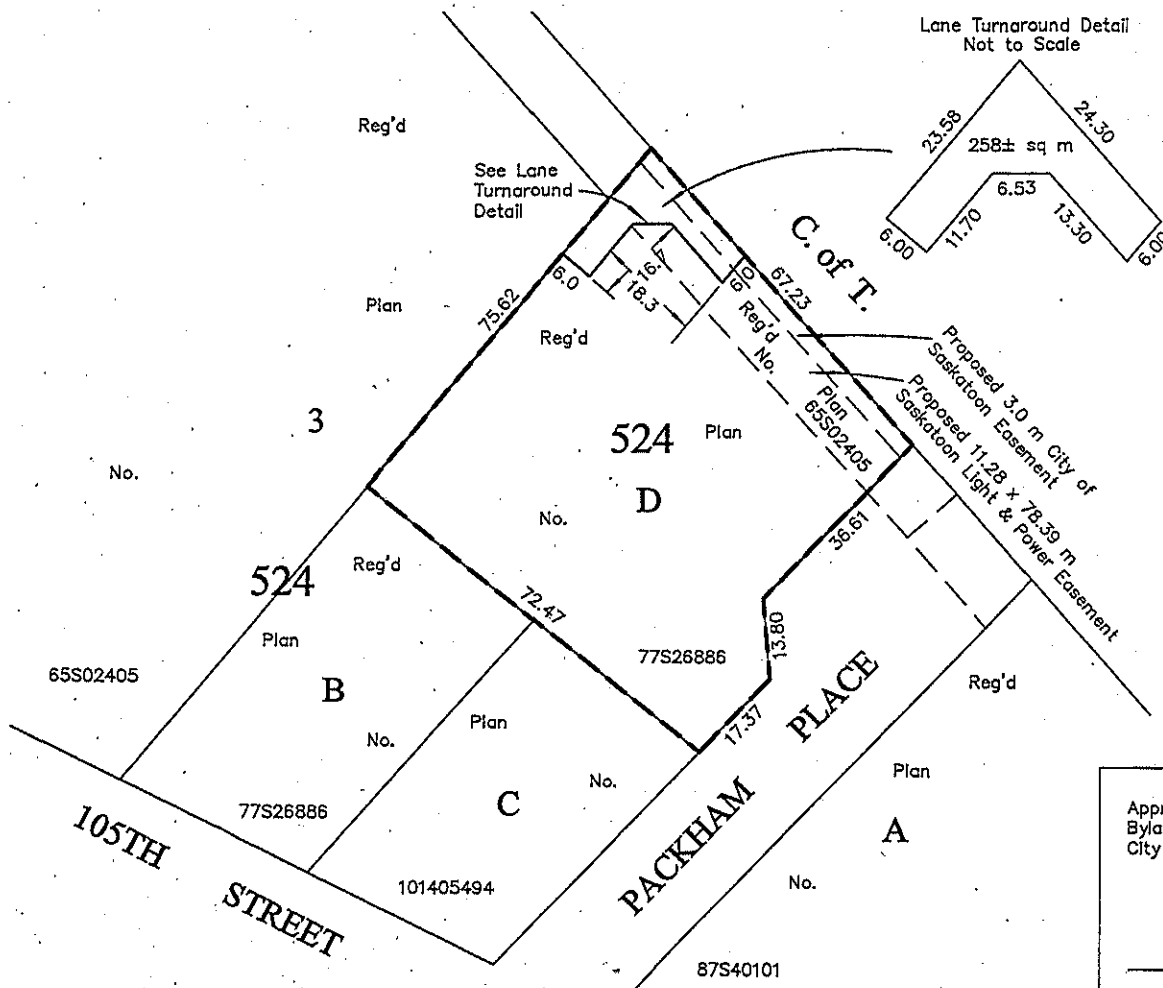 Lane Turnaround Detail
Not to Scale
23.58
24.30
258± sq m
6.53
11.70
13.30
6.00
6.00
Reg'd
See Lane
Turnaround
Detail
C. of T.
67.23
6.0
16.
18.3
6.0
75.62
Plan
Reg'd
Reg'd
No.
Plan
65S02405
Proposed 3.0 m City of
Saskatoon Easement
Proposed 11.28 x 78.39 m
Saskatoon Light & Power Easement
3
No.
524
Plan
D
No.
36.61
524
Reg'd
72.47
13.80
77S26886
Plan
65S02405
B
Plan
No.
17.37
PACKHAM PLACE
Reg'd
Plan
A
No.
No.
C
77S26886
101405494
105TH
STREET
87S40101
Appr
Byla
City